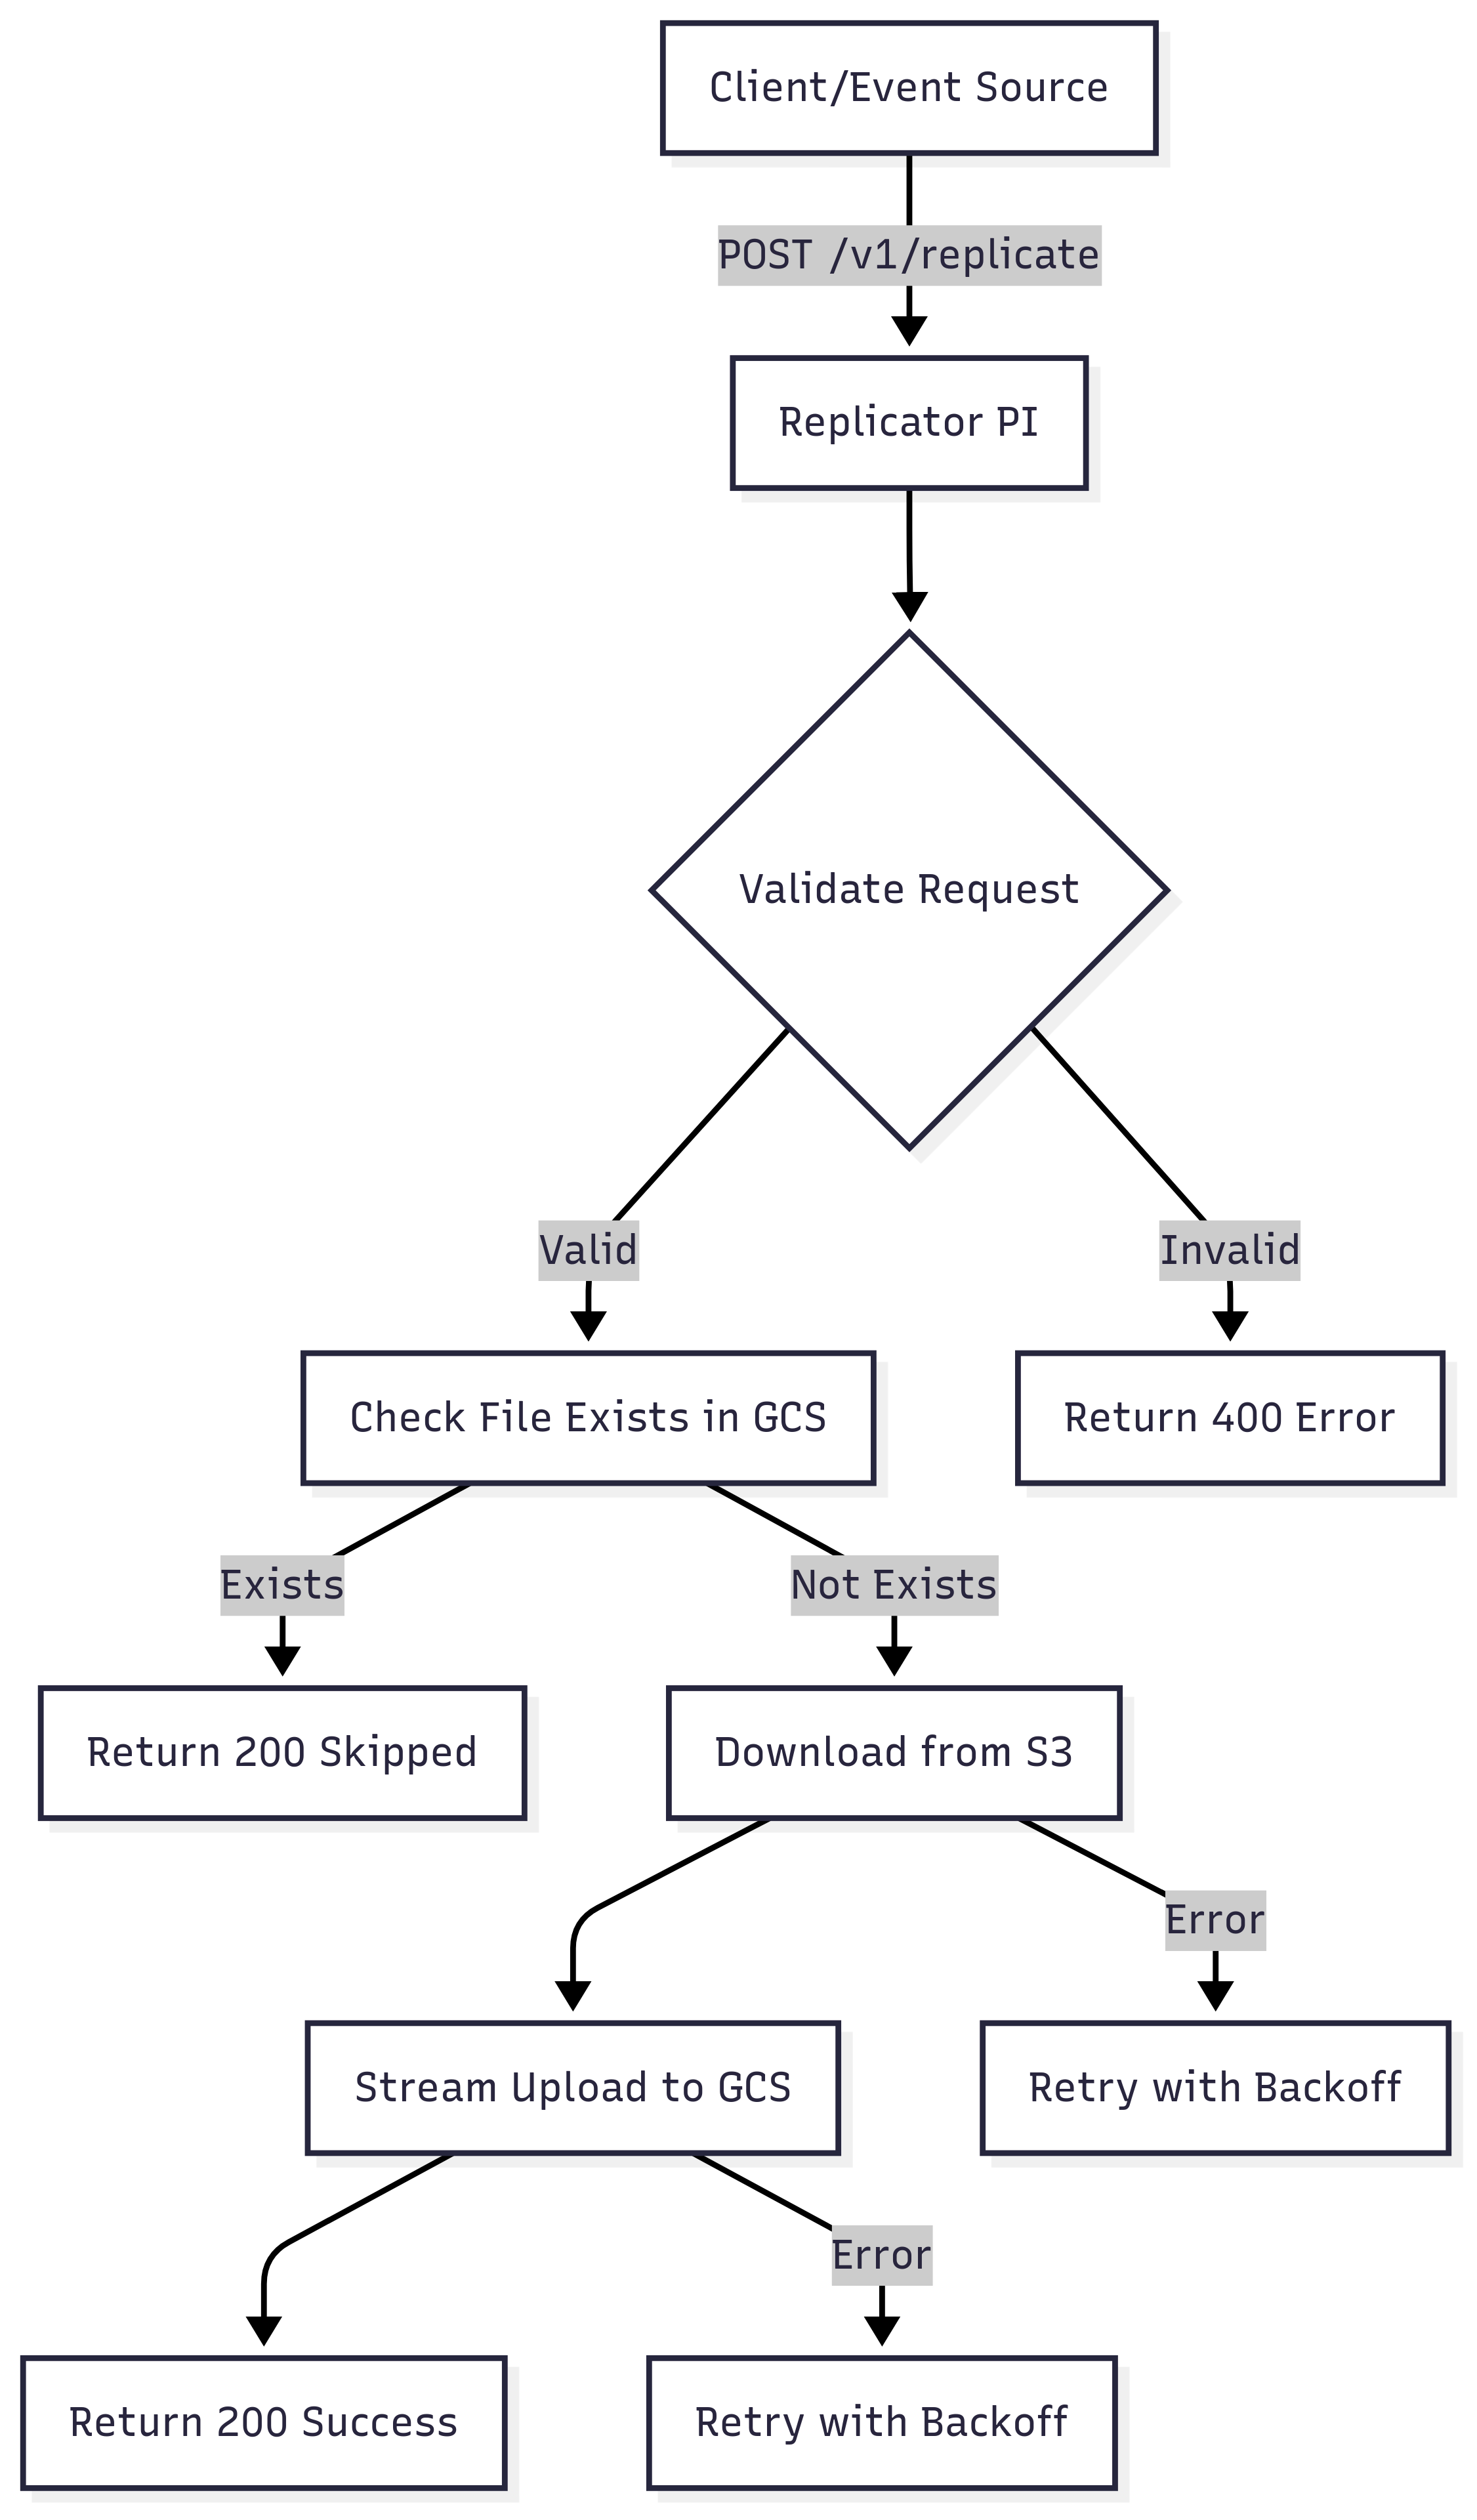 Client/Event Source
POST /v1/replicate
Replicator PI
Validate Request
Valid
Invalid
Check File Exists in GCS
Return 400 Error
Exists
Not Exists
Return 200 Skipped
Download from S3
Error
Stream Upload to GCS
Retry with Backoff
Error
Return 200 Success
Retry with Backoff